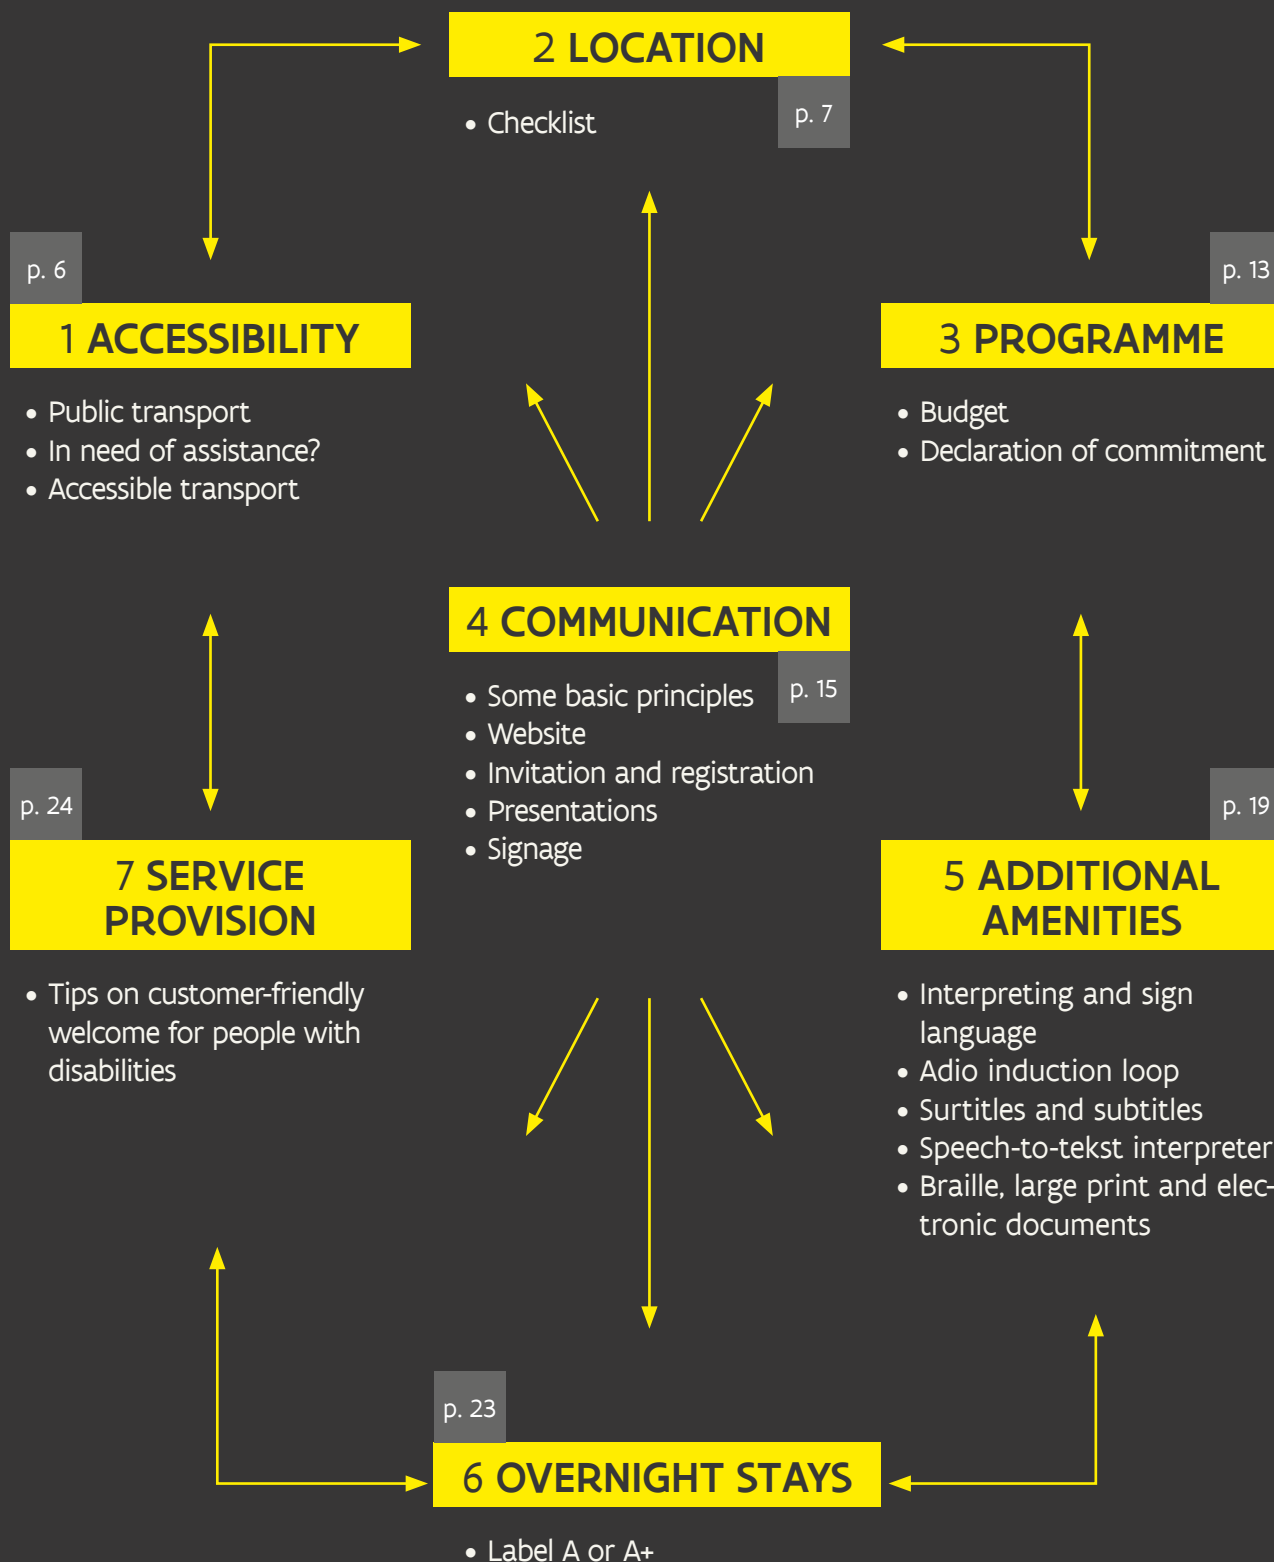 2 LOCATION
p. 7
• Checklist
p. 6
1 ACCESSIBILITY
• Public transport
• In need of assistance?
• Accessible transport
p. 13
3 PROGRAMME
• Budget
• Declaration of commitment
4 COMMUNICATION
p. 15
• Some basic principles
• Website
• Invitation and registration
• Presentations
• Signage
p. 24
7 SERVICE
PROVISION
• Tips on customer-friendly
welcome for people with
disabilities
p. 19
5 ADDITIONAL
AMENITIES
• Interpreting and sign
language
• Adio induction loop
• Surtitles and subtitles
• Speech-to-tekst interpreter
• Braille, large print and elec-
tronic documents
p. 23
6 OVERNIGHT STAYS
• Label A or A+